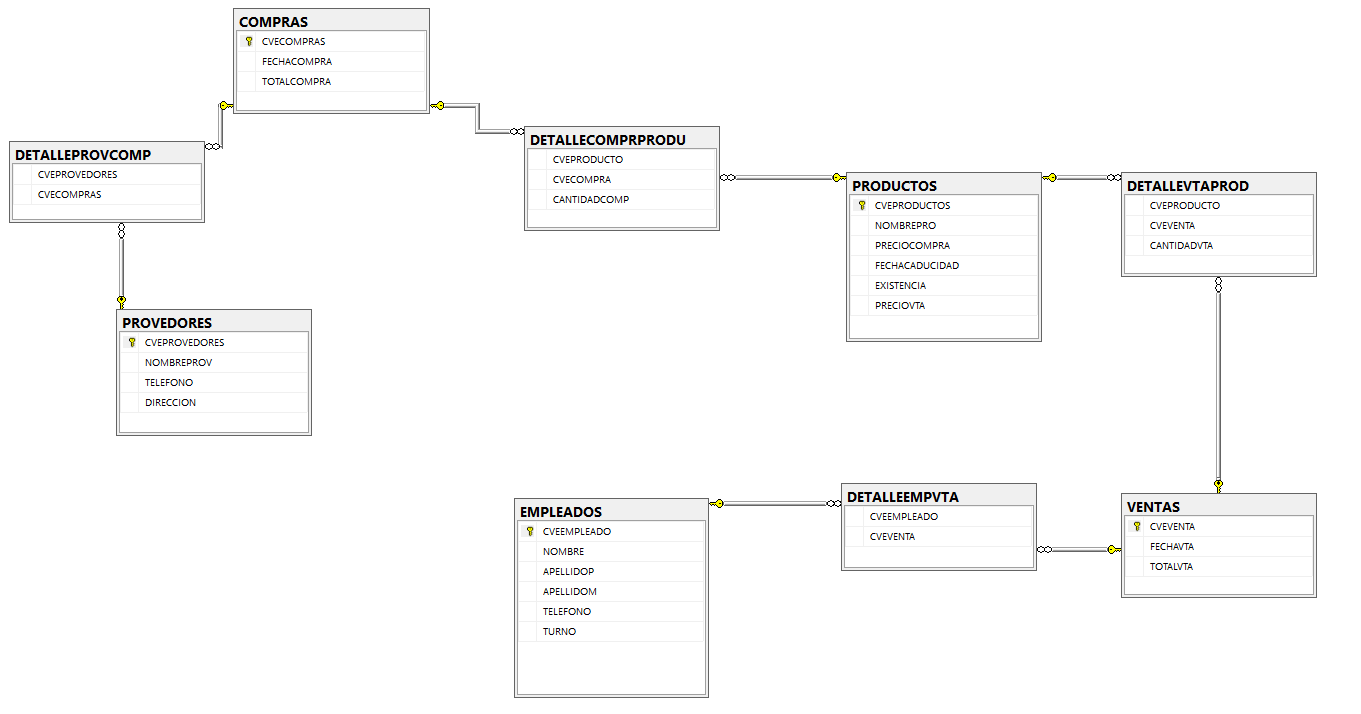 COMPRAS
CVECOMPRAS
FECHACOMPRA
TOTALCOMPRA
DETALLEPROVCOMP
CVEPROVEDORES
CVECOMPRAS
DETALLECOMPRPRODU
CVEPRODUCTO
CVECOMPRA
CANTIDADCOMP
PRODUCTOS
CVEPRODUCTOS
NOMBREPRO
PRECIOCOMPRA
FECHACADUCIDAD
EXISTENCIA
PRECIOVTA
DETALLEVTAPROD
CVEPRODUCTO
CVEVENTA
CANTIDADVTA
PROVEDORES
CVEPROVEDORES
NOMBREPROV
TELEFONO
DIRECCION
EMPLEADOS
CVEEMPLEADO
NOMBRE
APELLIDOP
APELLIDOM
TELEFONO
TURNO
DETALLEEMPVTA
CVEEMPLEADO
CVEVENTA
VENTAS
CVEVENTA
FECHAVTA
TOTALVTA